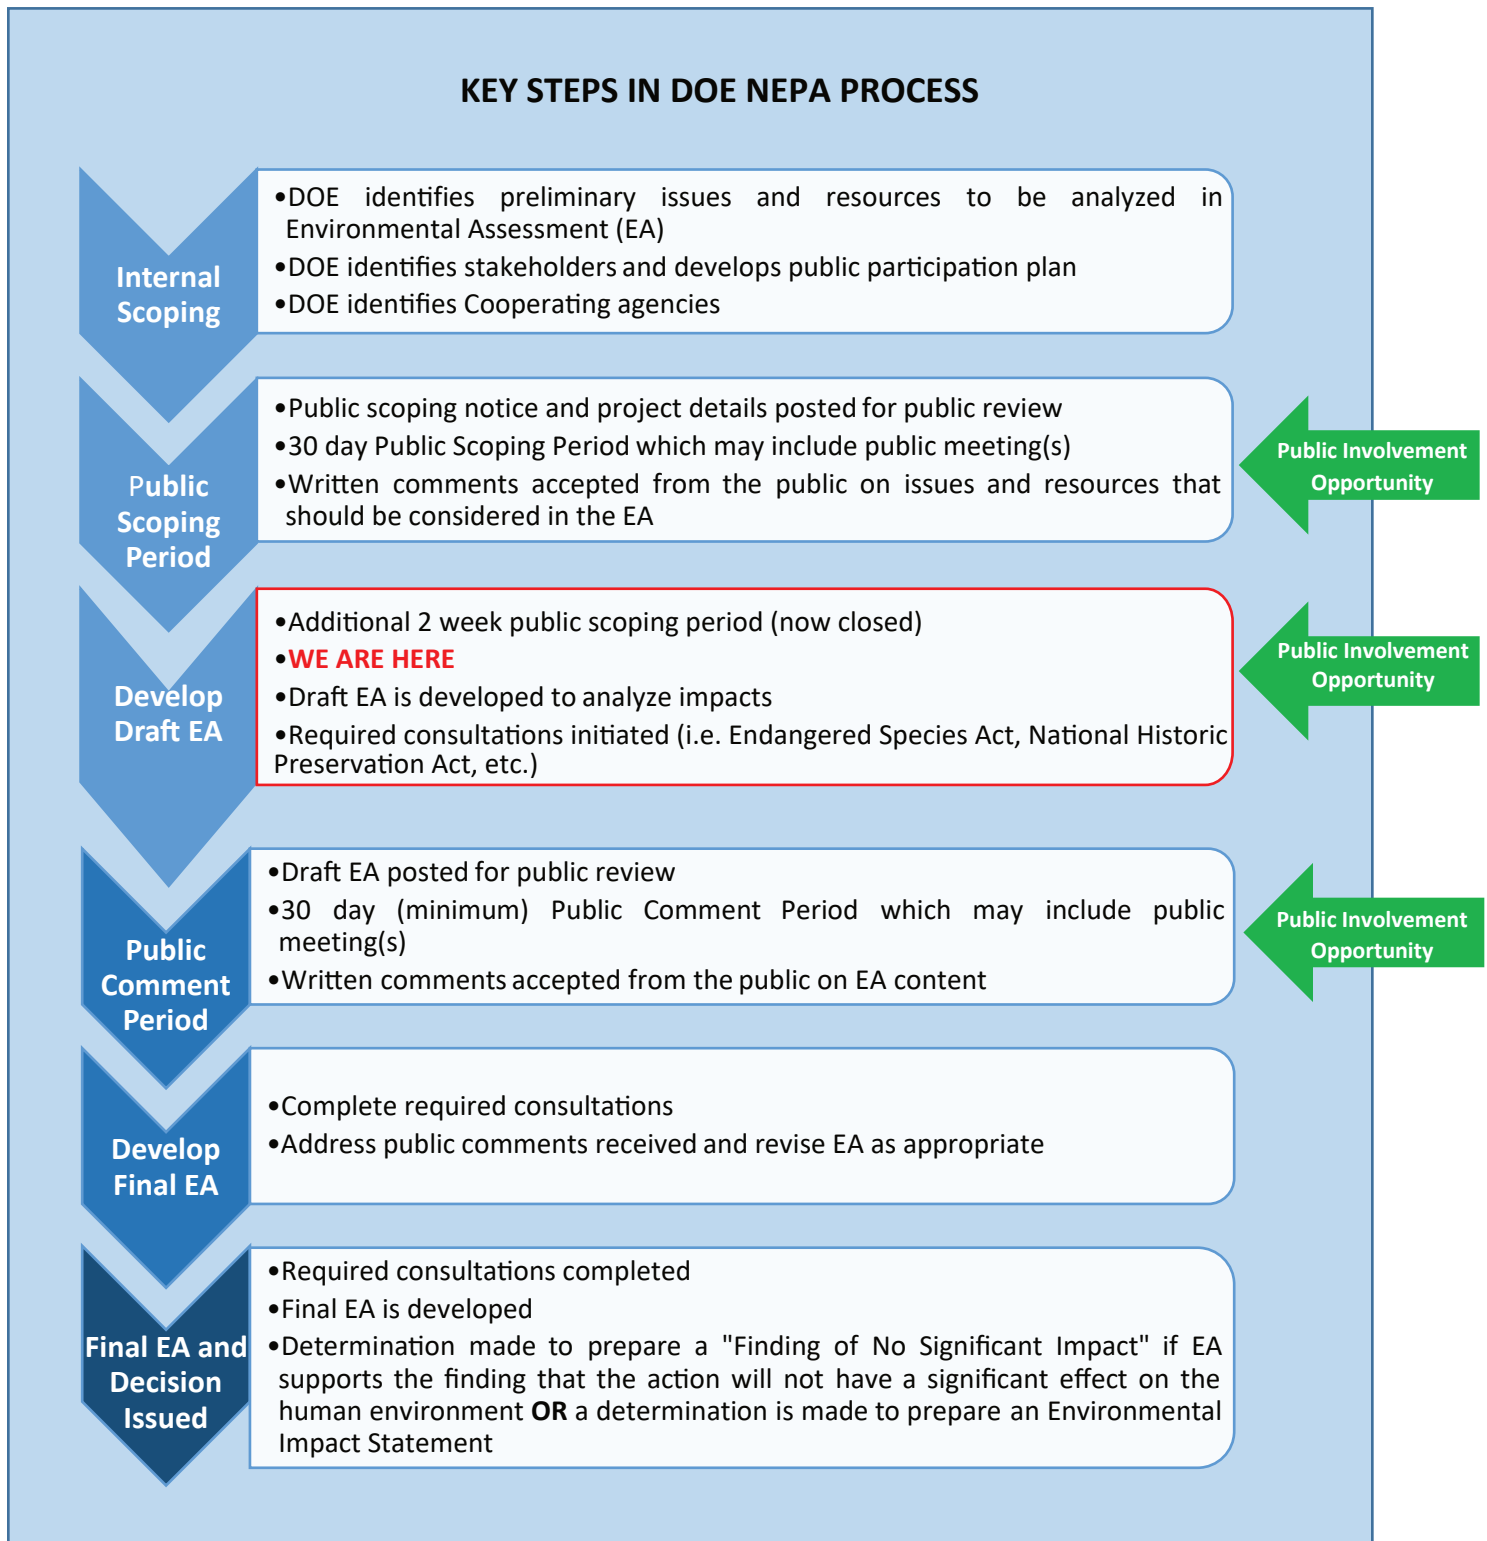 KEY STEPS IN DOE NEPA PROCESS
Internal
Scoping
•DOE identifies preliminary issues and resources to be analyzed in
Environmental Assessment (EA)
•DOE identifies stakeholders and develops public participation plan
•DOE identifies Cooperating agencies
Public
Scoping
Period
•Public scoping notice and project details posted for public review
•30 day Public Scoping Period which may include public meeting(s)
•Written comments accepted from the public on issues and resources that
should be considered in the EA
Public Involvement
Opportunity
Develop
Draft EA
•Additional 2 week public scoping period (now closed)
•WE ARE HERE
•Draft EA is developed to analyze impacts
•Required consultations initiated (i.e. Endangered Species Act, National Historic
Preservation Act, etc.)
Public Involvement
Opportunity
Public
Comment
Period
•Draft EA posted for public review
•30 day (minimum) Public Comment Period which may include public
meeting(s)
•Written comments accepted from the public on EA content
Public Involvement
Opportunity
Develop
Final EA
•Complete required consultations
•Address public comments received and revise EA as appropriate
Final EA and
Decision
Issued
•Required consultations completed
•Final EA is developed
•Determination made to prepare a "Finding of No Significant Impact" if EA
supports the finding that the action will not have a significant effect on the
human environment OR a determination is made to prepare an Environmental
Impact Statement